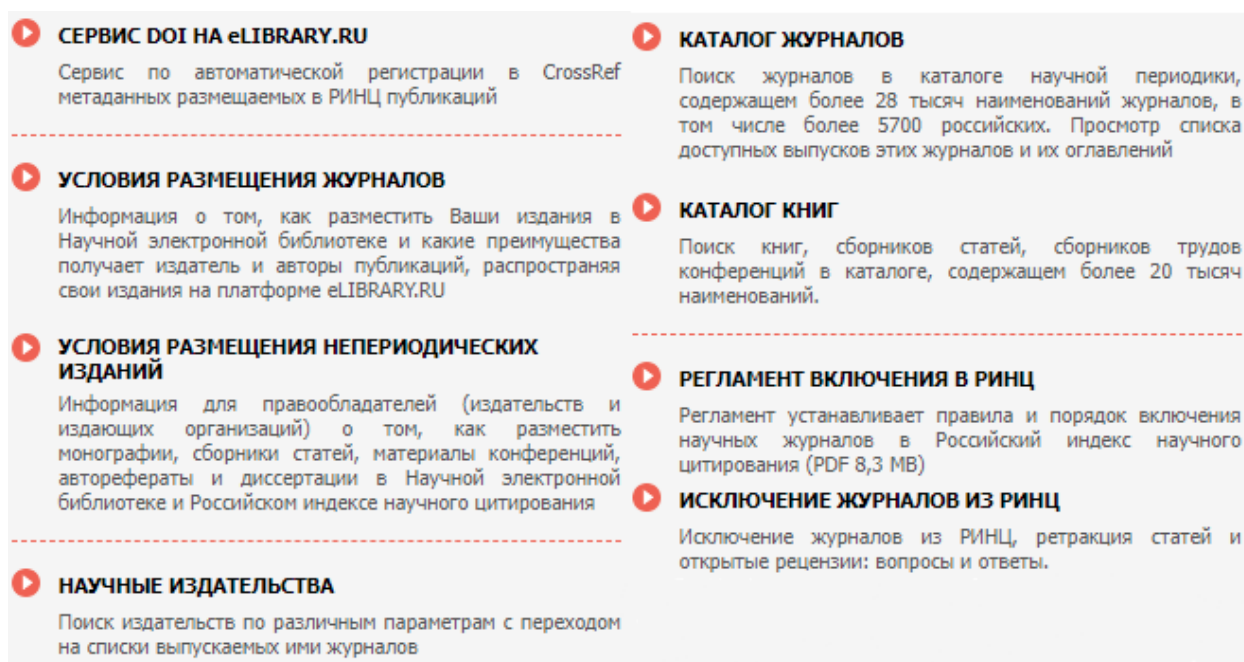 СЕРВИС DOI НА eLIBRARY.RU
Сервис по автоматической регистрации в CrossRef
метаданных размещаемых в РИНЦ публикаций
УСЛОВИЯ РАЗМЕЩЕНИЯ ЖУРНАЛОВ
Информация о том, как разместить Ваши издания в
Научной электронной библиотеке и какие преимущества
получает издатель и авторы публикаций, распространяя
свои издания на платформе eLIBRARY.RU
УСЛОВИЯ РАЗМЕЩЕНИЯ НЕПЕРИОДИЧЕСКИХ
ИЗДАНИЙ
Информация для правообладателей (издательств и
издающих организаций) о том, как разместить
монографии, сборники статей, материалы конференций,
авторефераты и диссертации в Научной электронной
библиотеке и Российском индексе научного цитирования
НАУЧНЫЕ ИЗДАТЕЛЬСТВА
Поиск издательств по различным параметрам с переходом
на списки выпускаемых ими журналов
КАТАЛОГ ЖУРНАЛОВ
Поиск журналов в каталоге научной периодики,
содержащем более 28 тысяч наименований журналов, в
том числе более 5700 российских. Просмотр списка
доступных выпусков этих журналов и их оглавлений
КАТАЛОГ КНИГ
Поиск книг, сборников статей, сборников трудов
конференций в каталоге, содержащем более 20 тысяч
наименований.
РЕГЛАМЕНТ ВКЛЮЧЕНИЯ В РИНЦ
Регламент устанавливает правила и порядок включения
научных журналов в Российский индекс научного
цитирования (PDF 8,3 MB)
ИСКЛЮЧЕНИЕ ЖУРНАЛОВ ИЗ РИНЦ
Исключение журналов из РИНЦ, ретракция статей и
открытые рецензии: вопросы и ответы.